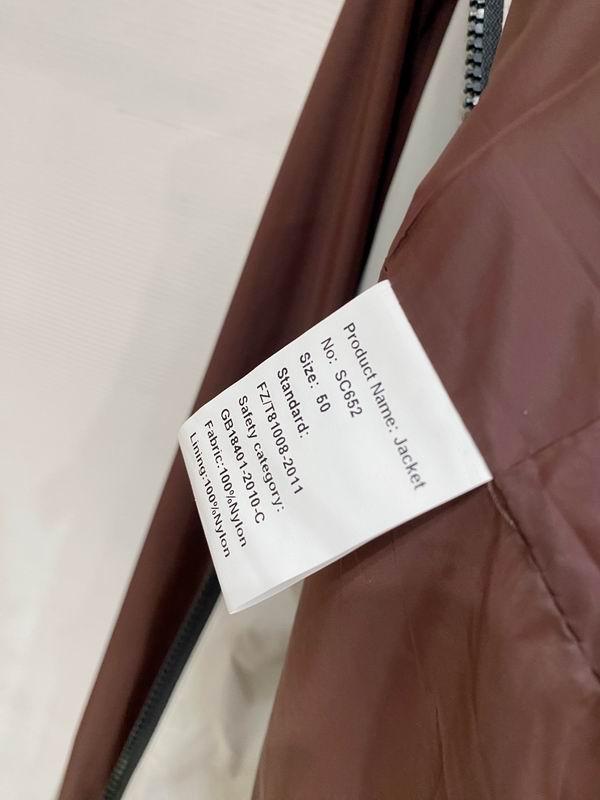 Product Name: Jacket
No: SC652
Size: 50
Standard:
FZ/T81008-2011
Safety category:
GB18401-2010-C
Fabric:100%Nylon
Lining:100%Nylon